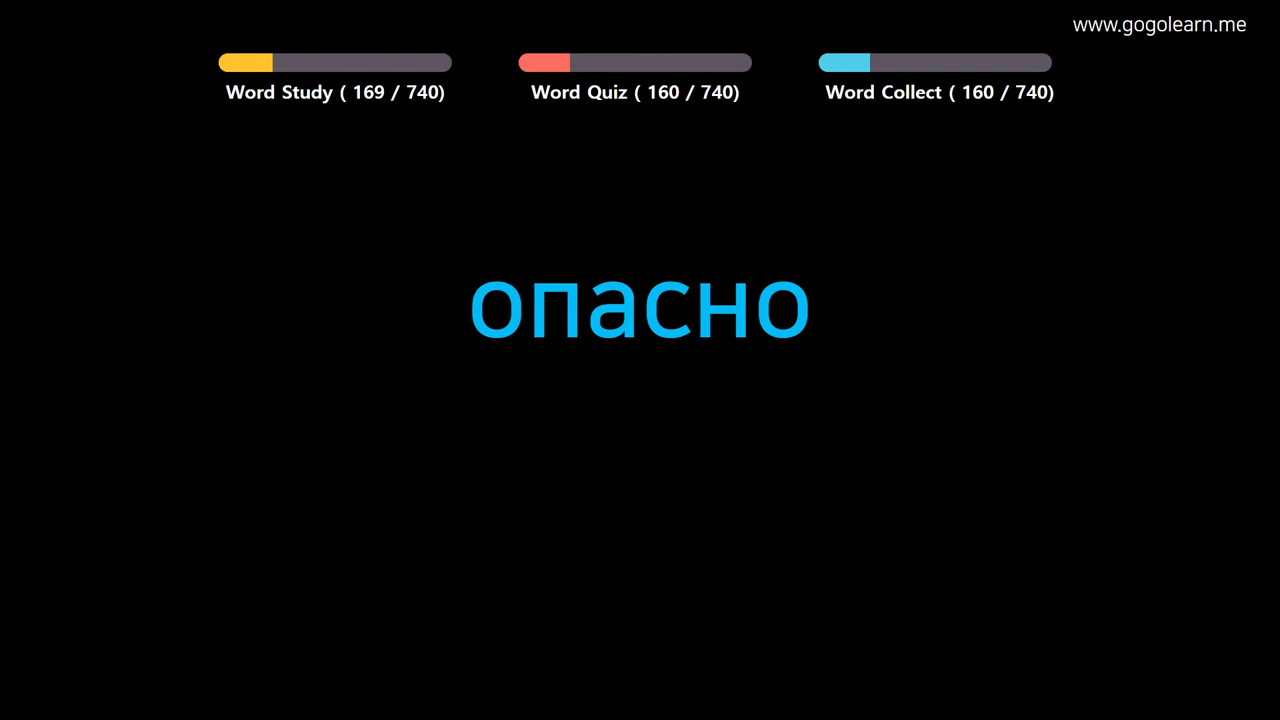 www.gogolearn.me
Word Study ( 169 / 740)
Word Quiz ( 160 / 740)
Word Collect ( 160 / 740)
опасно